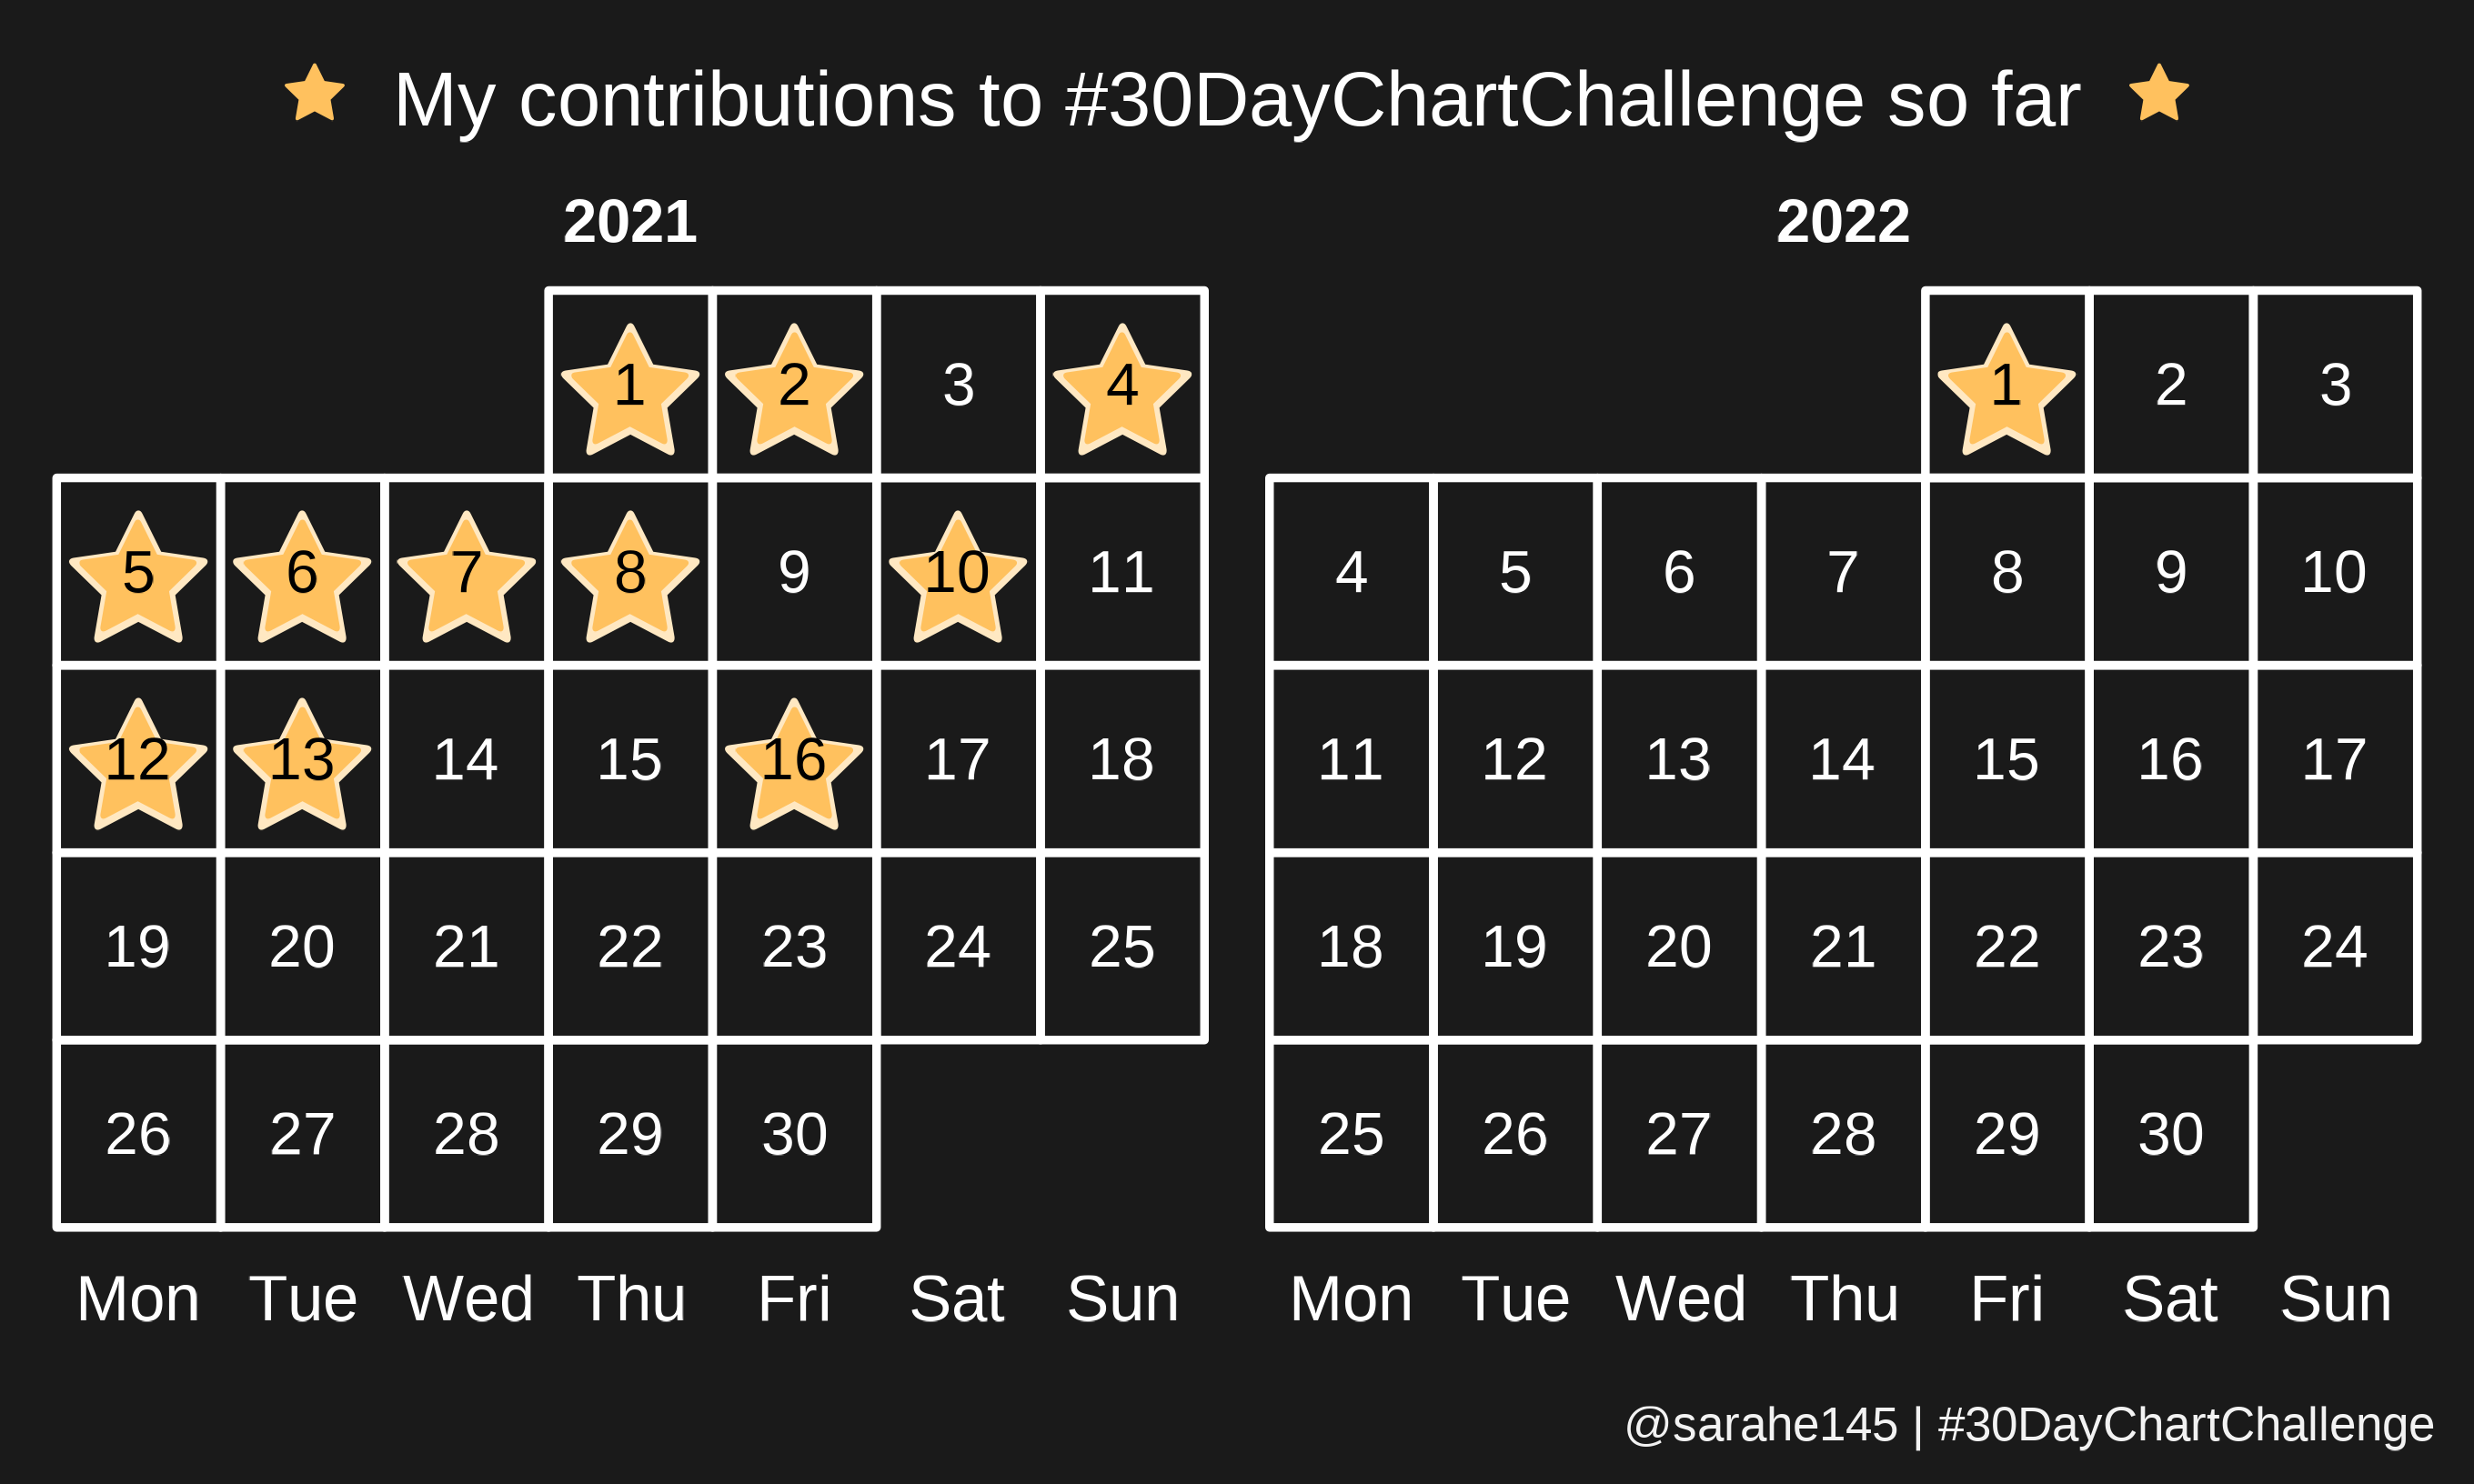 My contributions to #30DayChartChallenge so far
2021
1 2 3 4
5 6 7 8 9 10 11
12 13 14 15 16 17 18
19 20 21 22 23 24 25
26 27 28 29 30
Mon Tue Wed Thu Fri Sat Sun
2022
1 2 3
4 5 6 7 8 9 10
11 12 13 14 15 16 17
18 19 20 21 22 23 24
25 26 27 28 29 30
Mon Tue Wed Thu Fri Sat Sun
@sarahe145 | #30DayChartChallenge